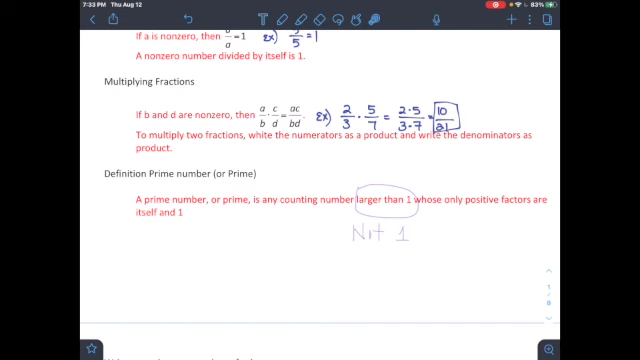 7:33 PM Thu Aug 12
83%
If a is nonzero, then a/a = 1 Ex) 5/5 = 1
A nonzero number divided by itself is 1.
Multiplying Fractions
If b and d are nonzero, then a/b · c/d = ac/bd. Ex) 2/3 · 5/7 = 2·5/3·7 = 10/21
To multiply two fractions, white the numerators as a product and write the denominators as
product.
Definition Prime number (or Prime)
A prime number, or prime, is any counting number larger than 1 whose only positive factors are
itself and 1
Not 1
1
/
8